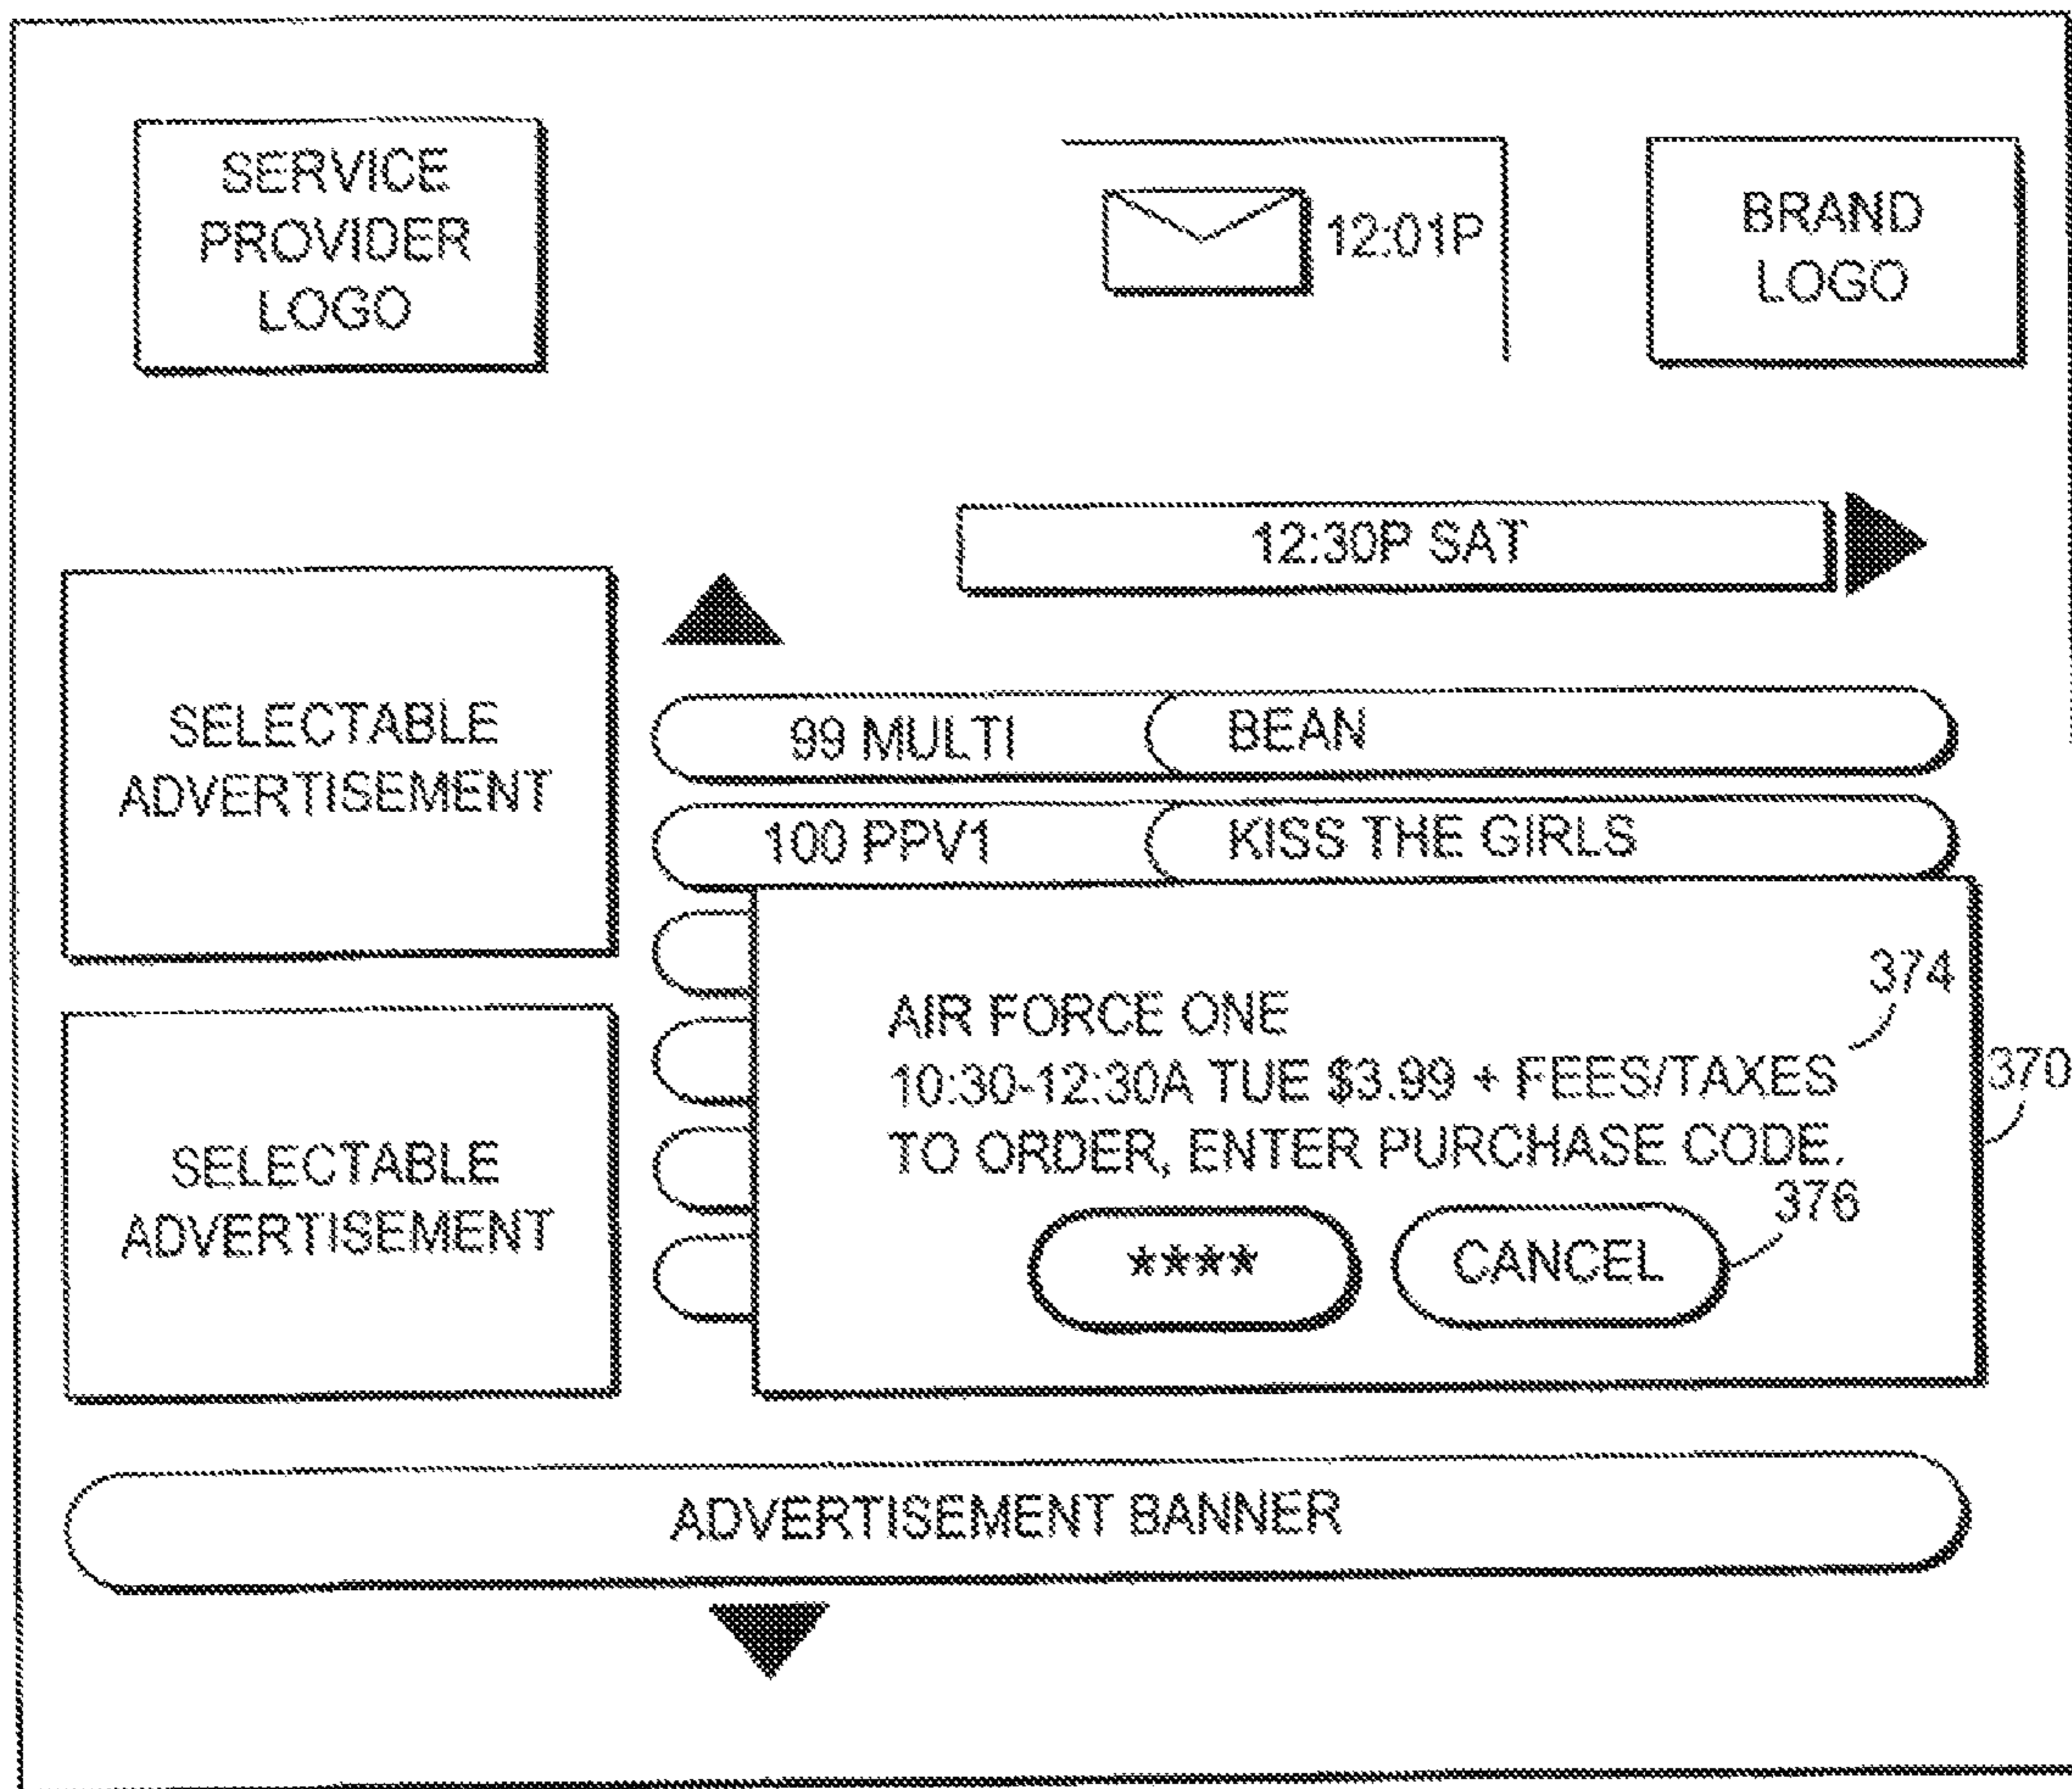 SERVICE
PROVIDER
LOGO
12:01P
BRAND
LOGO
12:30P SAT
SELECTABLE
ADVERTISEMENT
99 MULTI BEAN
100 PPV1 KISS THE GIRLS
374
AIR FORCE ONE
10:30-12:30A TUE $3.99 + FEES/TAXES
370
TO ORDER, ENTER PURCHASE CODE.
376
**** CANCEL
SELECTABLE
ADVERTISEMENT
ADVERTISEMENT BANNER